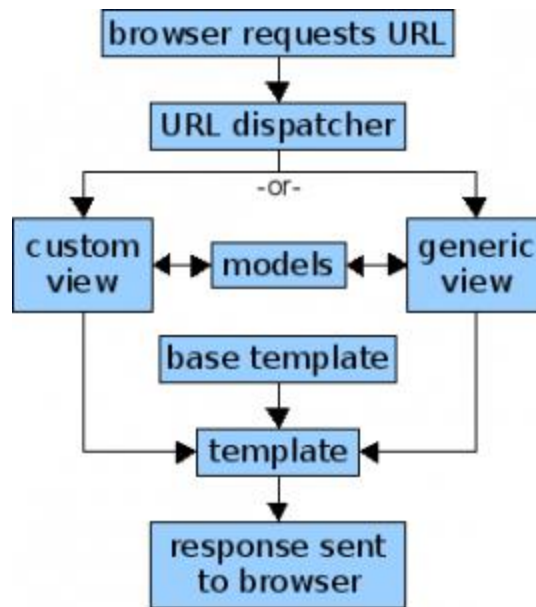 browser requests URL
URL dispatcher
-or-
custom
view
models
generic
view
base template
template
response sent
to browser